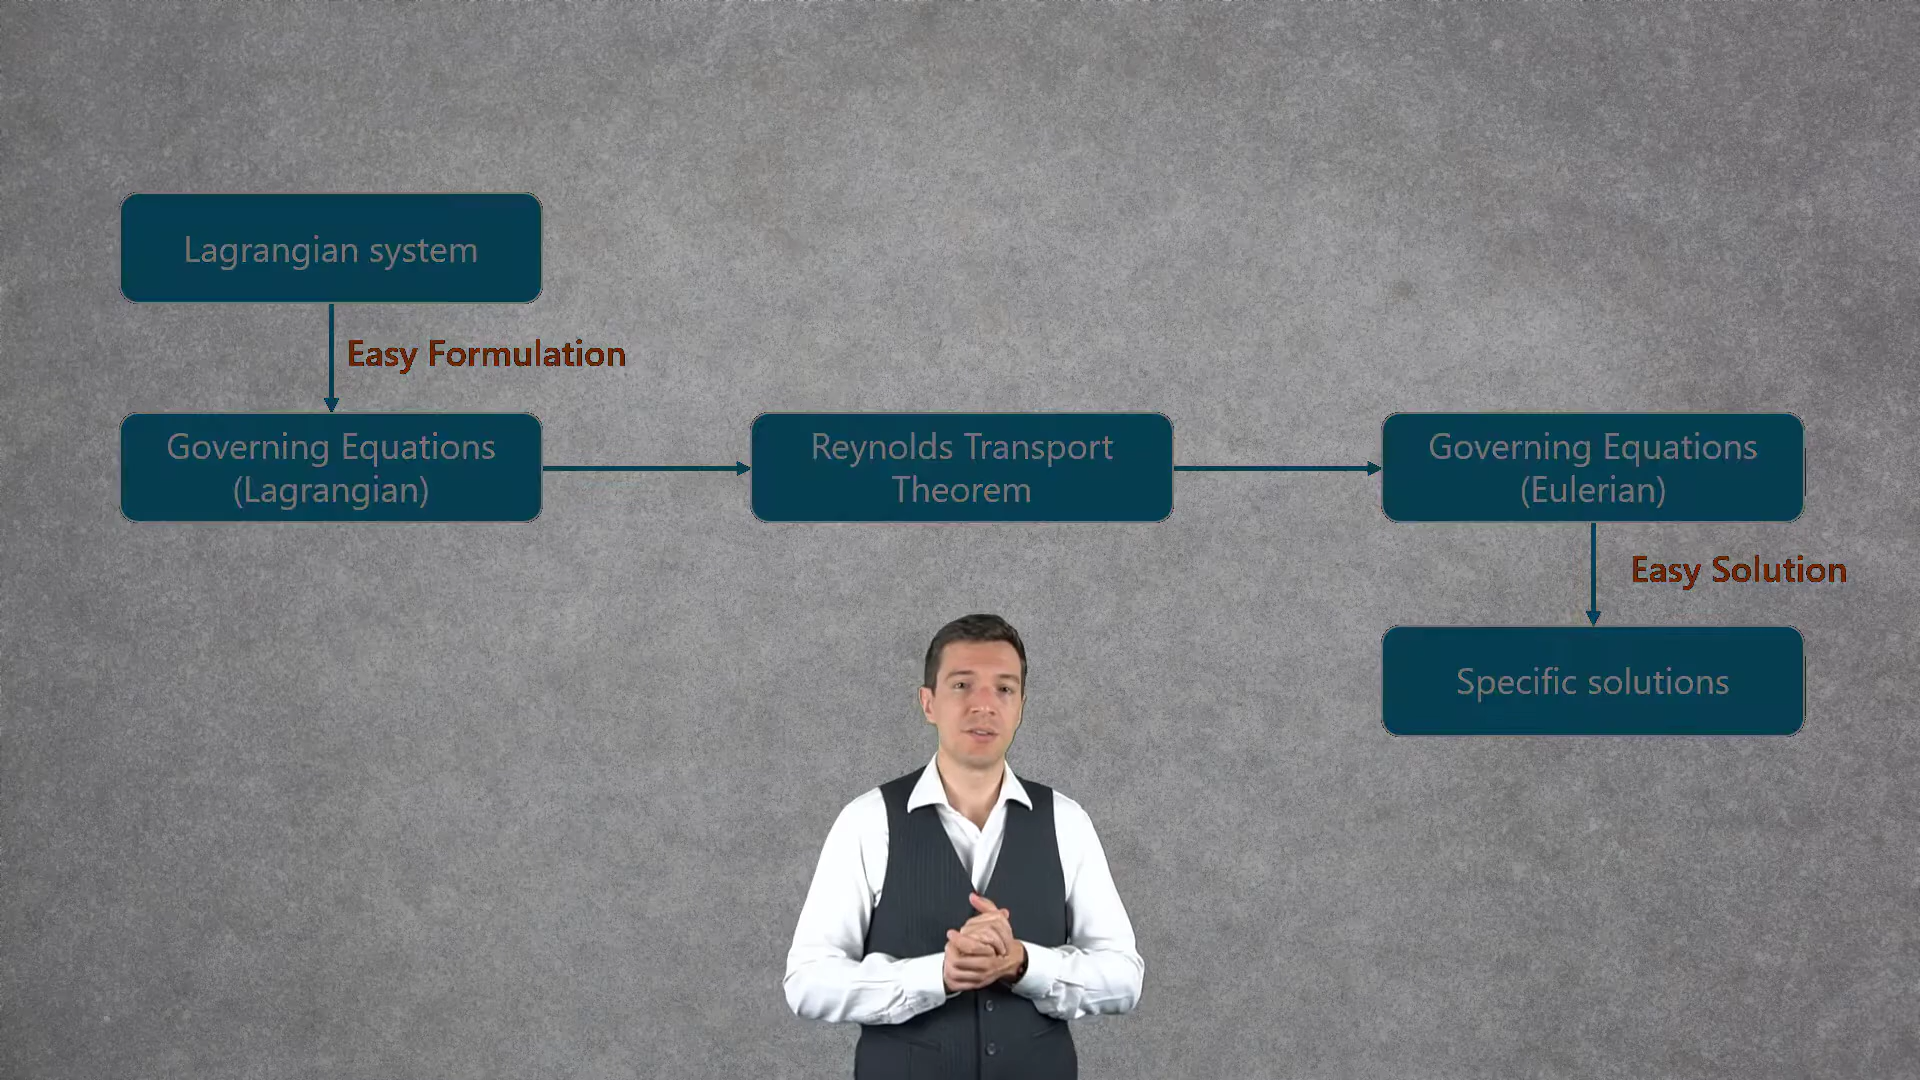 Lagrangian system
Easy Formulation
Governing Equations
(Lagrangian)
Reynolds Transport
Theorem
Governing Equations
(Eulerian)
Easy Solution
Specific solutions